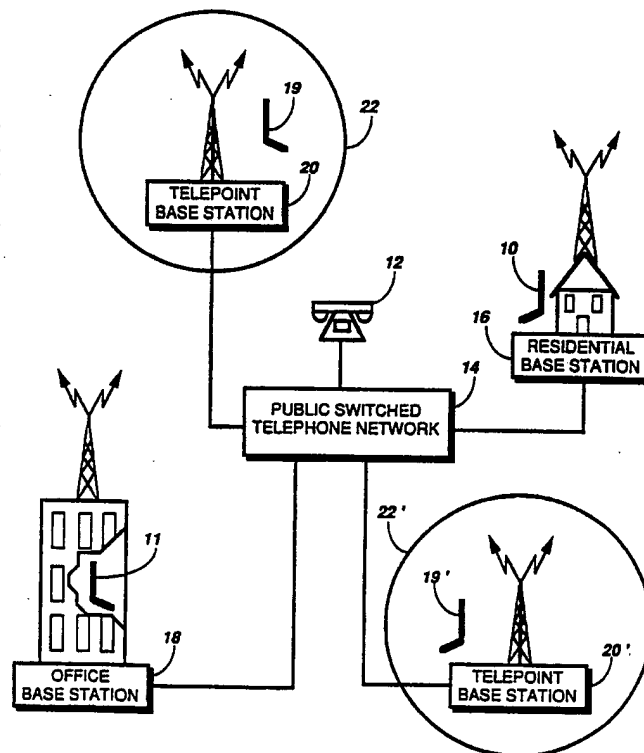 19
22
TELEPOINT
BASE STATION
20
12
10
16
RESIDENTIAL
BASE STATION
14
PUBLIC SWITCHED
TELEPHONE NETWORK
11
22'
19'
18
OFFICE
BASE STATION
TELEPOINT
BASE STATION
20'